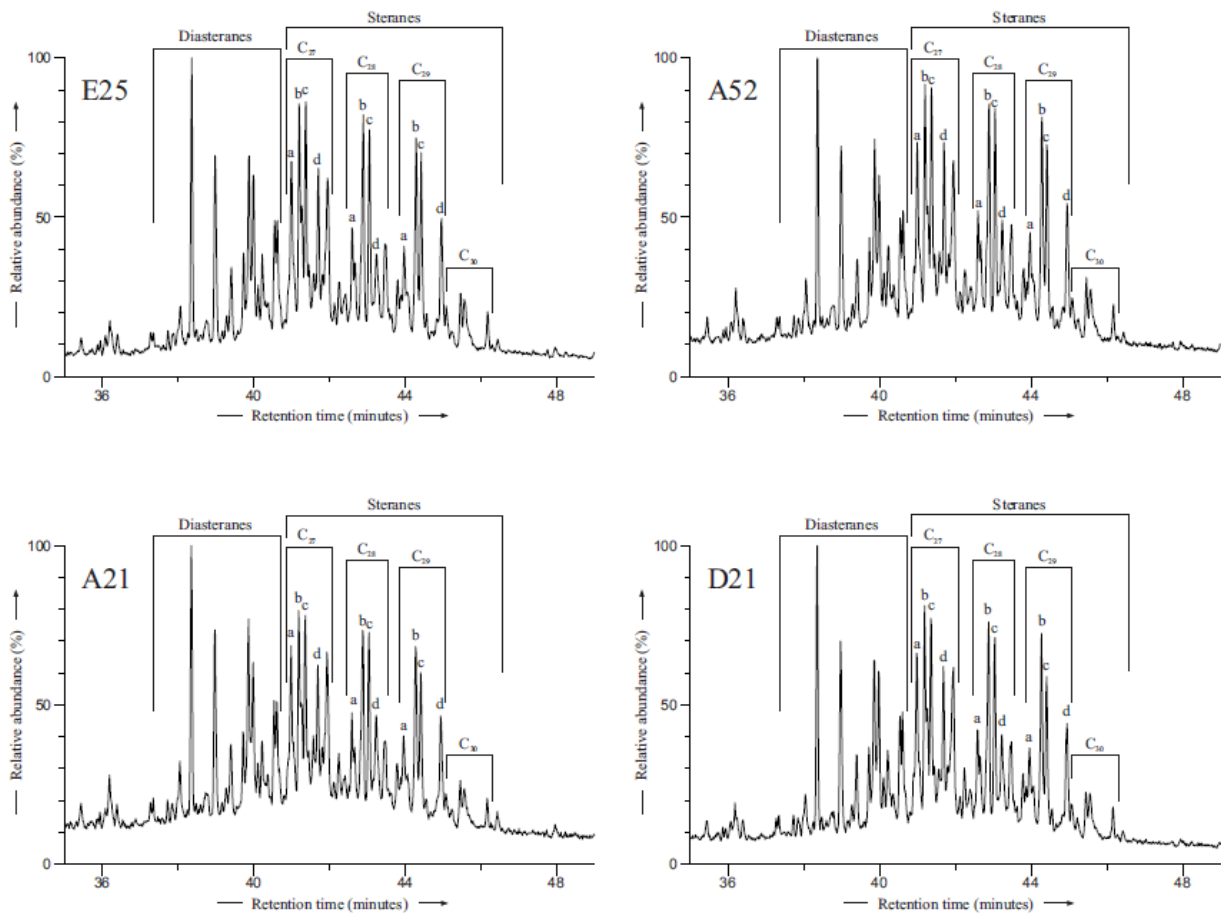 Steranes
Diasteranes
C27
C28
C29
C30
E25
a b c d
a b c d
a b c d
100
50
0
Relative abundance (%)
36 40 44 48
Retention time (minutes)
Steranes
Diasteranes
C27
C28
C29
C30
A52
a b c d
a b c d
a b c d
100
50
0
Relative abundance (%)
36 40 44 48
Retention time (minutes)
Steranes
Diasteranes
C27
C28
C29
C30
A21
a b c d
a b c d
a b c d
100
50
0
Relative abundance (%)
36 40 44 48
Retention time (minutes)
Steranes
Diasteranes
C27
C28
C29
C30
D21
a b c d
a b c d
a b c d
100
50
0
Relative abundance (%)
36 40 44 48
Retention time (minutes)